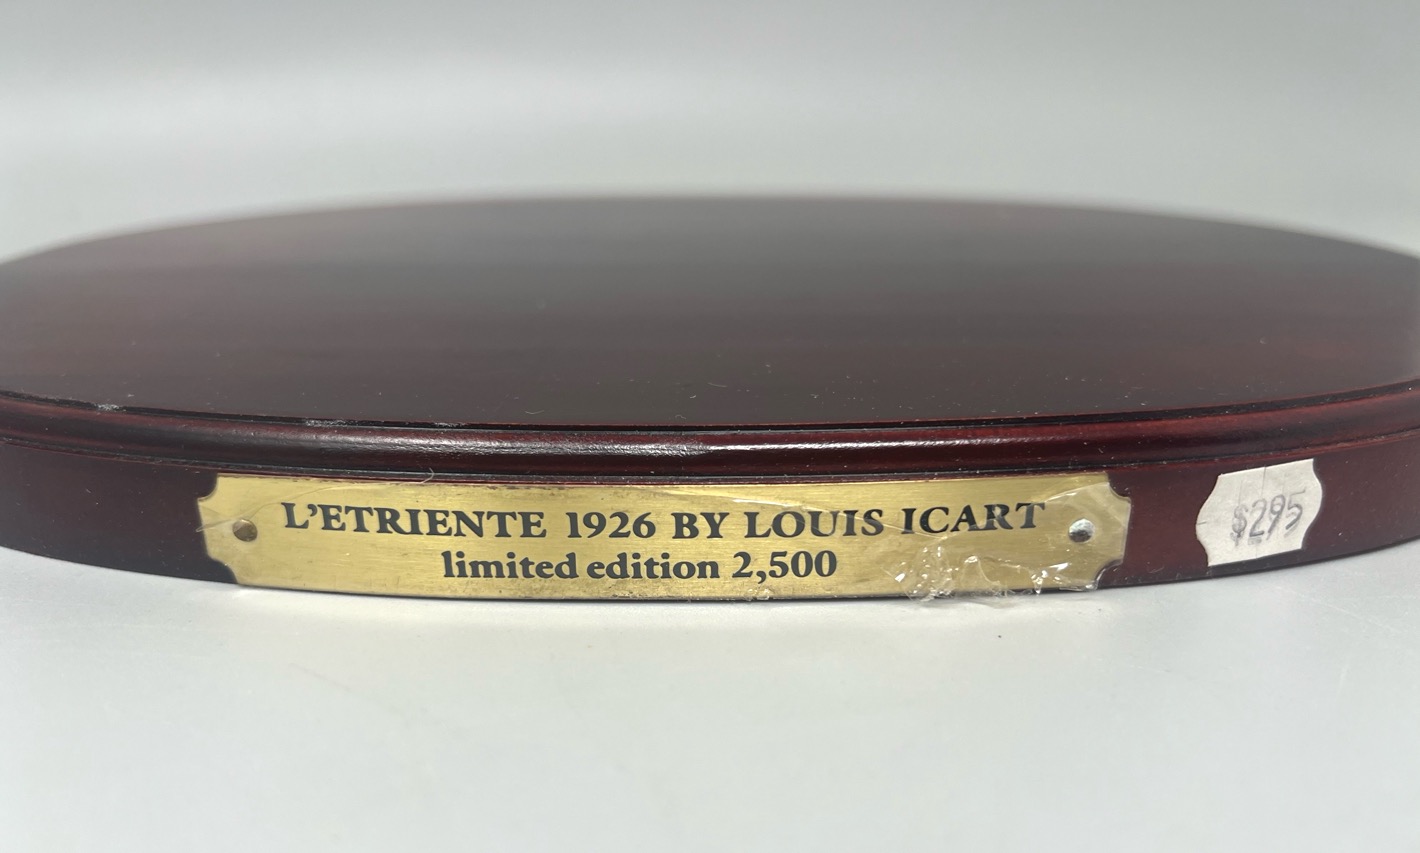 L'ETRIENTE 1926 BY LOUIS ICART
limited edition 2,500
$295